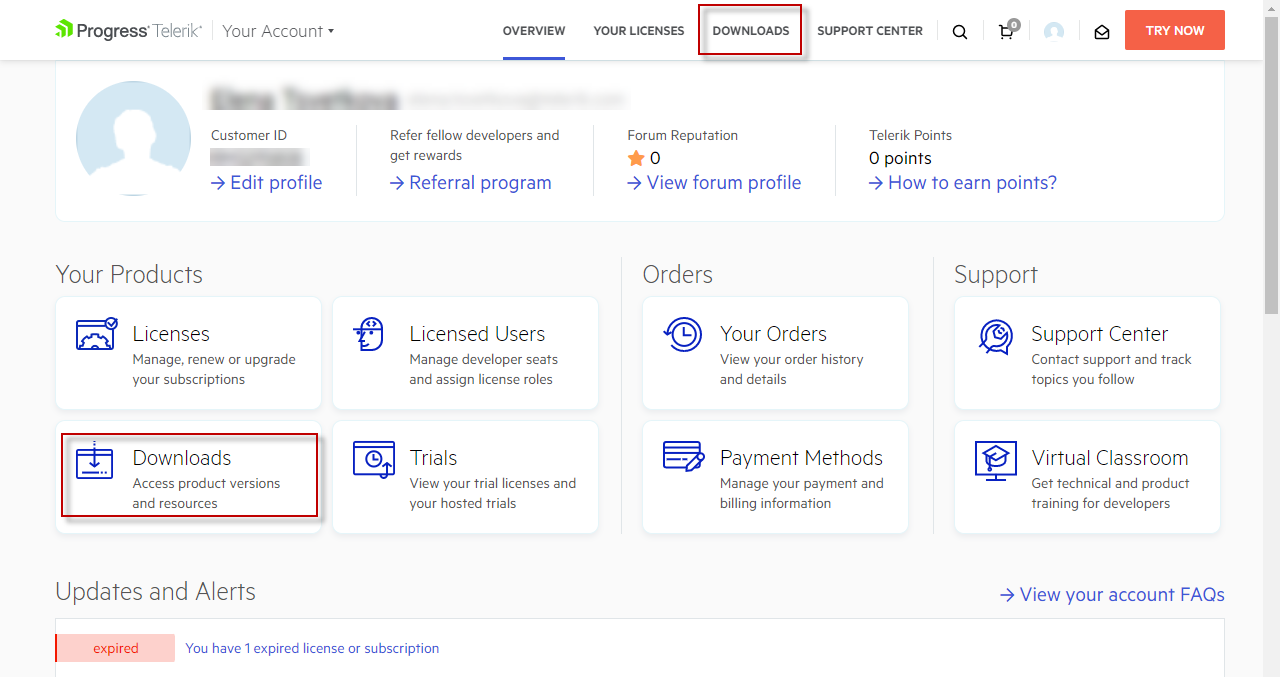 Progress Telerik
Your Account
OVERVIEW
YOUR LICENSES
DOWNLOADS
SUPPORT CENTER
0
TRY NOW
Customer ID
Edit profile
Refer fellow developers and
get rewards
Referral program
Forum Reputation
0
View forum profile
Telerik Points
0 points
How to earn points?
Your Products
Licenses
Manage, renew or upgrade
your subscriptions
Licensed Users
Manage developer seats
and assign license roles
Downloads
Access product versions
and resources
Trials
View your trial licenses and
your hosted trials
Orders
Your Orders
View your order history
and details
Payment Methods
Manage your payment and
billing information
Support
Support Center
Contact support and track
topics you follow
Virtual Classroom
Get technical and product
training for developers
Updates and Alerts
View your account FAQs
expired
You have 1 expired license or subscription